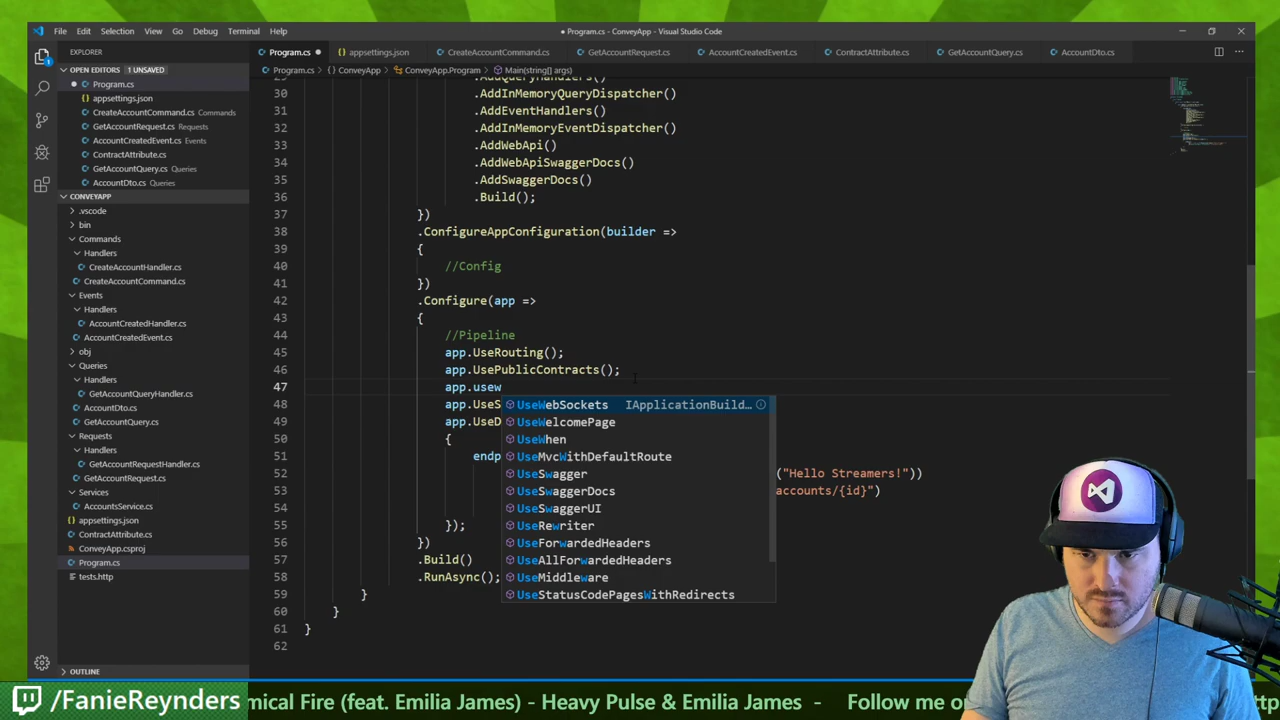 File Edit Selection View Go Debug Terminal Help
● Program.cs - ConveyApp - Visual Studio Code
EXPLORER
OPEN EDITORS 1 UNSAVED
Program.cs
appsettings.json
CreateAccountCommand.cs Commands
GetAccountRequest.cs Requests
AccountCreatedEvent.cs Events
ContractAttribute.cs
GetAccountQuery.cs Queries
AccountDto.cs Queries
CONVEYAPP
.vscode
bin
Commands
Handlers
CreateAccountHandler.cs
CreateAccountCommand.cs
Events
Handlers
AccountCreatedHandler.cs
AccountCreatedEvent.cs
obj
Queries
Handlers
GetAccountQueryHandler.cs
AccountDto.cs
GetAccountQuery.cs
Requests
Handlers
GetAccountRequestHandler.cs
GetAccountRequest.cs
Services
AccountsService.cs
appsettings.json
ContractAttribute.cs
ConveyApp.csproj
Program.cs
tests.http
OUTLINE
Program.cs ● appsettings.json CreateAccountCommand.cs GetAccountRequest.cs AccountCreatedEvent.cs ContractAttribute.cs GetAccountQuery.cs AccountDto.cs
Program.cs > {} ConveyApp > ConveyApp.Program > Main(string[] args)
29 .AddQueryHandlers()
30 .AddInMemoryQueryDispatcher()
31 .AddEventHandlers()
32 .AddInMemoryEventDispatcher()
33 .AddWebApi()
34 .AddWebApiSwaggerDocs()
35 .AddSwaggerDocs()
36 .Build();
37 })
38 .ConfigureAppConfiguration(builder =>
39 {
40 //Config
41 })
42 .Configure(app =>
43 {
44 //Pipeline
45 app.UseRouting();
46 app.UsePublicContracts();
47 app.usew
48 app.UseS
49 app.UseD
50 {
51 endp
52 ("Hello Streamers!"))
53 accounts/{id}")
54
55 });
56 })
57 .Build()
58 .RunAsync();
59 }
60 }
61 }
62
UseWebSockets IApplicationBuild…
UseWelcomePage
UseWhen
UseMvcWithDefaultRoute
UseSwagger
UseSwaggerDocs
UseSwaggerUI
UseRewriter
UseForwardedHeaders
UseAllForwardedHeaders
UseMiddleware
UseStatusCodePagesWithRedirects
/FanieReynders mical Fire (feat. Emilia James) - Heavy Pulse & Emilia James - Follow me on ttp